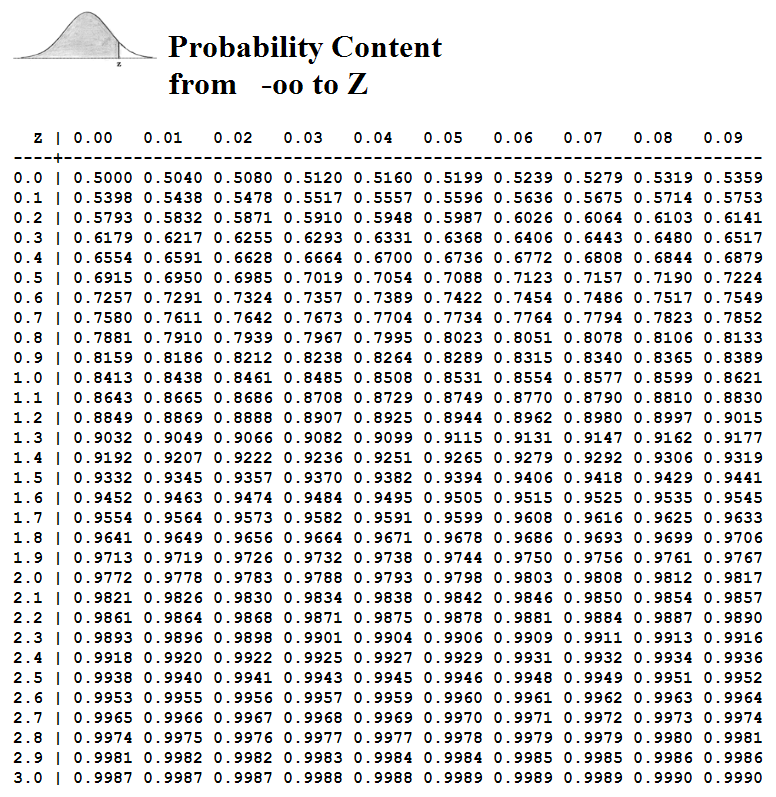 z
Probability Content
from -oo to Z
Z | 0.00 0.01 0.02 0.03 0.04 0.05 0.06 0.07 0.08 0.09
----+----------------------------------------------------------------------
0.0 | 0.5000 0.5040 0.5080 0.5120 0.5160 0.5199 0.5239 0.5279 0.5319 0.5359
0.1 | 0.5398 0.5438 0.5478 0.5517 0.5557 0.5596 0.5636 0.5675 0.5714 0.5753
0.2 | 0.5793 0.5832 0.5871 0.5910 0.5948 0.5987 0.6026 0.6064 0.6103 0.6141
0.3 | 0.6179 0.6217 0.6255 0.6293 0.6331 0.6368 0.6406 0.6443 0.6480 0.6517
0.4 | 0.6554 0.6591 0.6628 0.6664 0.6700 0.6736 0.6772 0.6808 0.6844 0.6879
0.5 | 0.6915 0.6950 0.6985 0.7019 0.7054 0.7088 0.7123 0.7157 0.7190 0.7224
0.6 | 0.7257 0.7291 0.7324 0.7357 0.7389 0.7422 0.7454 0.7486 0.7517 0.7549
0.7 | 0.7580 0.7611 0.7642 0.7673 0.7704 0.7734 0.7764 0.7794 0.7823 0.7852
0.8 | 0.7881 0.7910 0.7939 0.7967 0.7995 0.8023 0.8051 0.8078 0.8106 0.8133
0.9 | 0.8159 0.8186 0.8212 0.8238 0.8264 0.8289 0.8315 0.8340 0.8365 0.8389
1.0 | 0.8413 0.8438 0.8461 0.8485 0.8508 0.8531 0.8554 0.8577 0.8599 0.8621
1.1 | 0.8643 0.8665 0.8686 0.8708 0.8729 0.8749 0.8770 0.8790 0.8810 0.8830
1.2 | 0.8849 0.8869 0.8888 0.8907 0.8925 0.8944 0.8962 0.8980 0.8997 0.9015
1.3 | 0.9032 0.9049 0.9066 0.9082 0.9099 0.9115 0.9131 0.9147 0.9162 0.9177
1.4 | 0.9192 0.9207 0.9222 0.9236 0.9251 0.9265 0.9279 0.9292 0.9306 0.9319
1.5 | 0.9332 0.9345 0.9357 0.9370 0.9382 0.9394 0.9406 0.9418 0.9429 0.9441
1.6 | 0.9452 0.9463 0.9474 0.9484 0.9495 0.9505 0.9515 0.9525 0.9535 0.9545
1.7 | 0.9554 0.9564 0.9573 0.9582 0.9591 0.9599 0.9608 0.9616 0.9625 0.9633
1.8 | 0.9641 0.9649 0.9656 0.9664 0.9671 0.9678 0.9686 0.9693 0.9699 0.9706
1.9 | 0.9713 0.9719 0.9726 0.9732 0.9738 0.9744 0.9750 0.9756 0.9761 0.9767
2.0 | 0.9772 0.9778 0.9783 0.9788 0.9793 0.9798 0.9803 0.9808 0.9812 0.9817
2.1 | 0.9821 0.9826 0.9830 0.9834 0.9838 0.9842 0.9846 0.9850 0.9854 0.9857
2.2 | 0.9861 0.9864 0.9868 0.9871 0.9875 0.9878 0.9881 0.9884 0.9887 0.9890
2.3 | 0.9893 0.9896 0.9898 0.9901 0.9904 0.9906 0.9909 0.9911 0.9913 0.9916
2.4 | 0.9918 0.9920 0.9922 0.9925 0.9927 0.9929 0.9931 0.9932 0.9934 0.9936
2.5 | 0.9938 0.9940 0.9941 0.9943 0.9945 0.9946 0.9948 0.9949 0.9951 0.9952
2.6 | 0.9953 0.9955 0.9956 0.9957 0.9959 0.9960 0.9961 0.9962 0.9963 0.9964
2.7 | 0.9965 0.9966 0.9967 0.9968 0.9969 0.9970 0.9971 0.9972 0.9973 0.9974
2.8 | 0.9974 0.9975 0.9976 0.9977 0.9977 0.9978 0.9979 0.9979 0.9980 0.9981
2.9 | 0.9981 0.9982 0.9982 0.9983 0.9984 0.9984 0.9985 0.9985 0.9986 0.9986
3.0 | 0.9987 0.9987 0.9987 0.9988 0.9988 0.9989 0.9989 0.9989 0.9990 0.9990